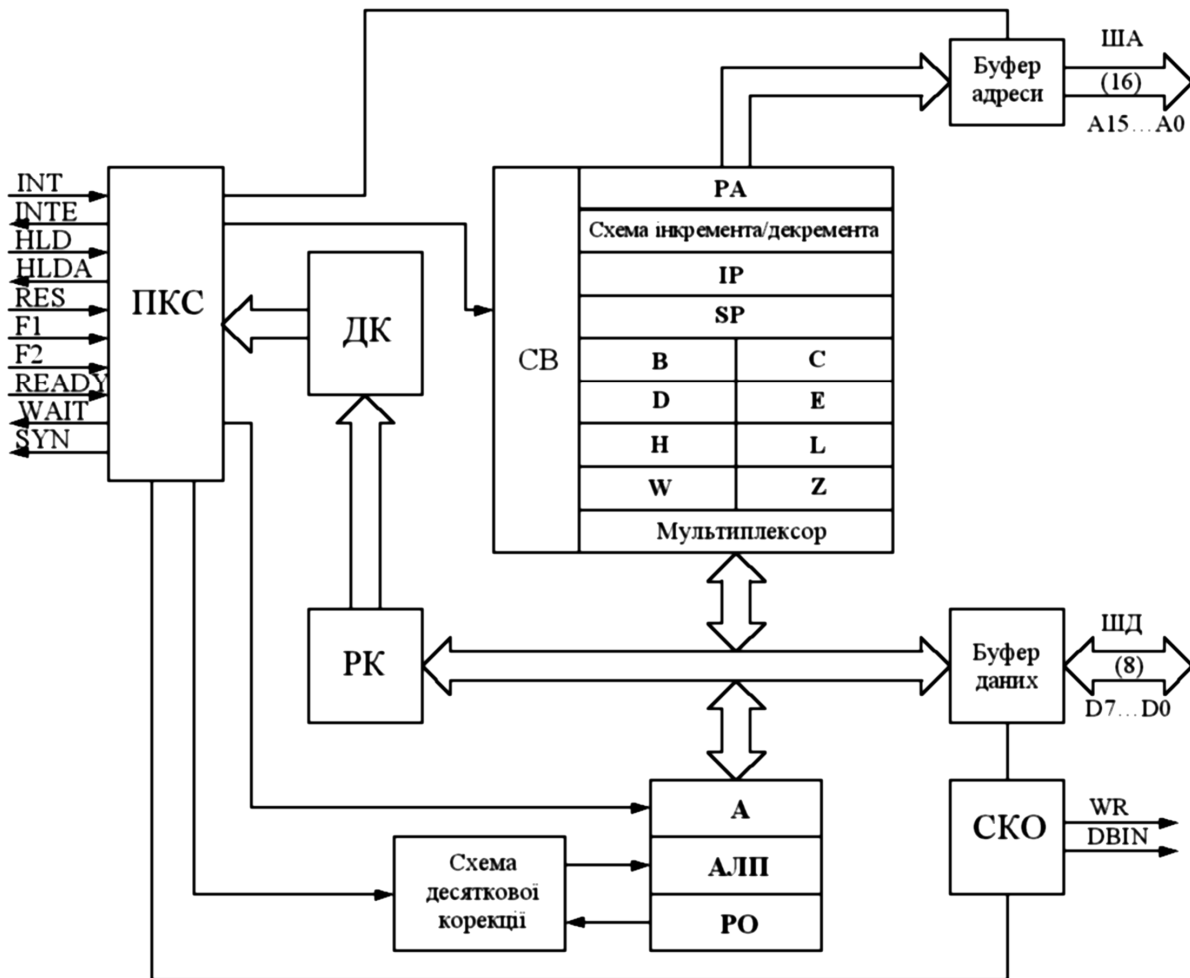 ША
Буфер
адреси
(16)
A15...A0
INT
INTE
HLD
HLDA
RES
F1
F2
READY
WAIT
SYN
ПКС
ДК
РК
СВ
РА
Схема інкремента/декремента
IP
SP
B C
D E
H L
W Z
Мультиплексор
ШД
Буфер
даних
(8)
D7...D0
А
АЛП
РО
Схема
десяткової
корекції
СКО
WR
DBIN